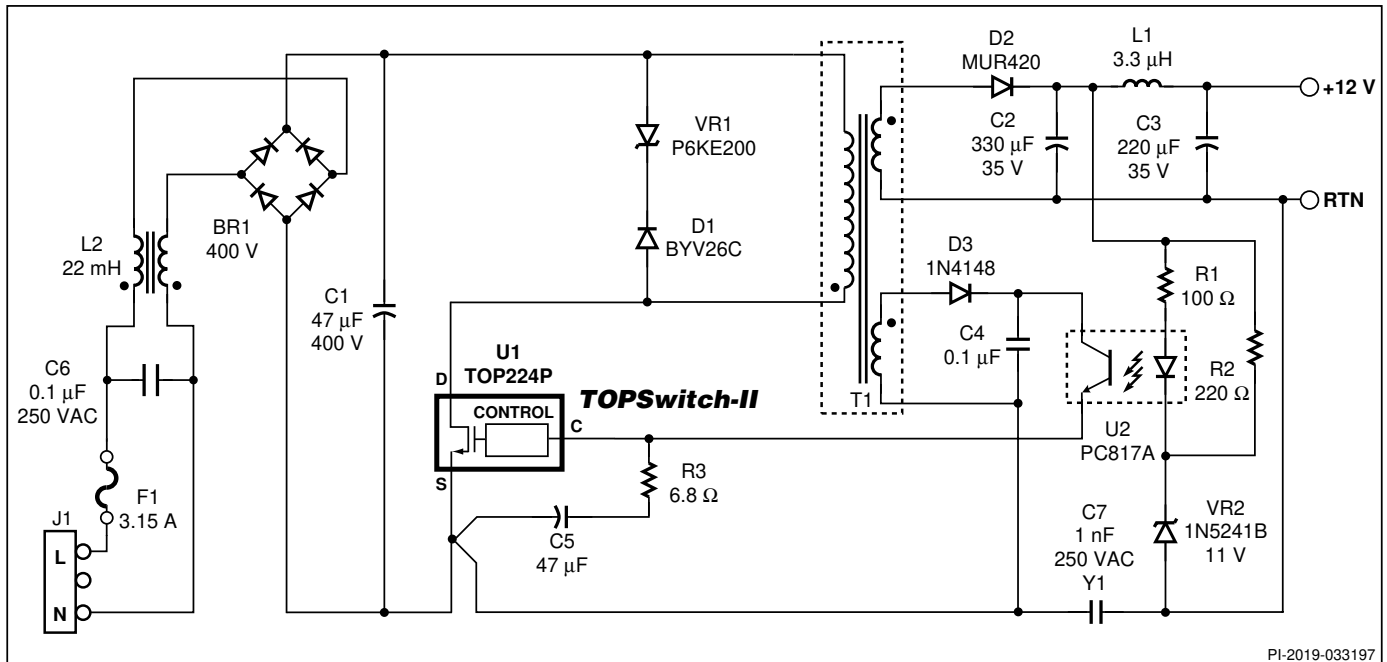 D2
MUR420
L1
3.3 μH
+12 V
VR1
P6KE200
C2
330 μF
35 V
C3
220 μF
35 V
BR1
400 V
RTN
L2
22 mH
D1
BYV26C
D3
1N4148
R1
100 Ω
C1
47 μF
400 V
C4
0.1 μF
R2
220 Ω
U1
TOP224P
C6
0.1 μF
250 VAC
D
TOPSwitch-II
T1
CONTROL
C
U2
PC817A
S
R3
6.8 Ω
F1
3.15 A
J1
L
N
C5
47 μF
C7
1 nF
250 VAC
Y1
VR2
1N5241B
11 V
PI-2019-033197